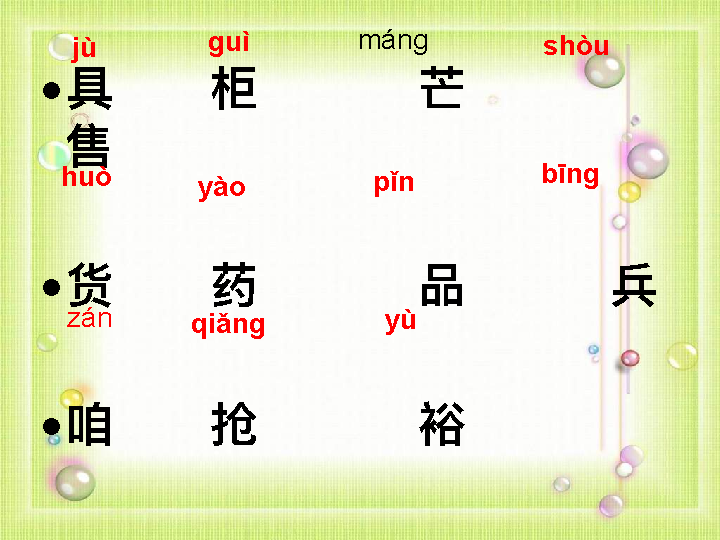 jù guì máng shòu
•具 柜 芒
售
huò yào pǐn bīng
•货 药 品 兵
zán qiǎng yù
•咱 抢 裕